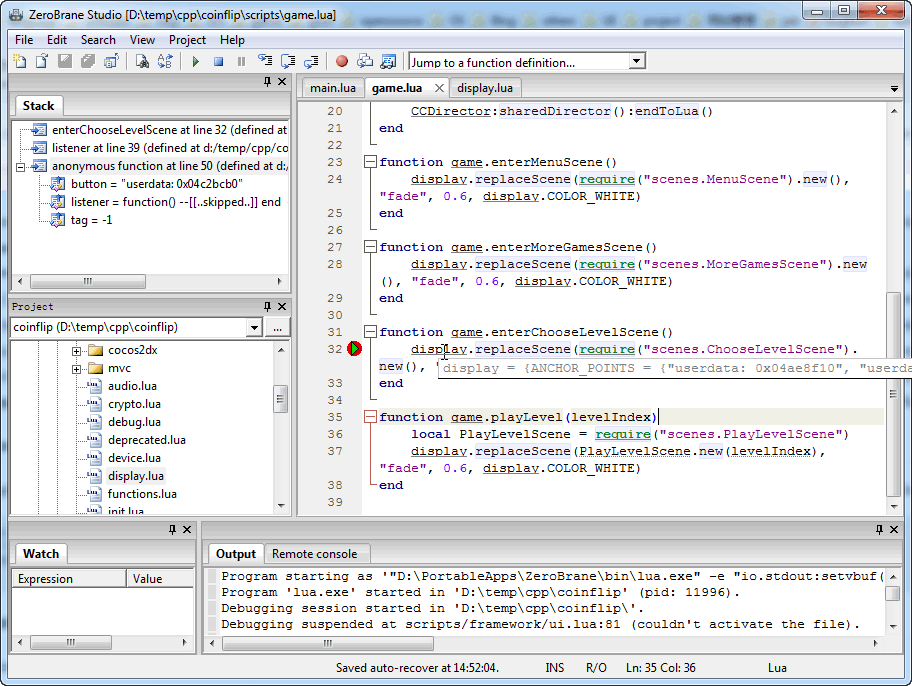 ZeroBrane Studio [D:\temp\cpp\coinflip\scripts\game.lua]
File Edit Search View Project Help
Jump to a function definition...
Stack
enterChooseLevelScene at line 32 (defined at
listener at line 39 (defined at d:/temp/cpp/co
anonymous function at line 50 (defined at d:/
button = "userdata: 0x04c2bcb0"
listener = function() --[[..skipped..]] end
tag = -1
Project
coinflip (D:\temp\cpp\coinflip)
...
cocos2dx
mvc
audio.lua
crypto.lua
debug.lua
deprecated.lua
device.lua
display.lua
functions.lua
init.lua
main.lua game.lua display.lua
20 CCDirector:sharedDirector():endToLua()
21 end
22
23 function game.enterMenuScene()
24 display.replaceScene(require("scenes.MenuScene").new(),
"fade", 0.6, display.COLOR_WHITE)
25 end
26
27 function game.enterMoreGamesScene()
28 display.replaceScene(require("scenes.MoreGamesScene").new
(), "fade", 0.6, display.COLOR_WHITE)
29 end
30
31 function game.enterChooseLevelScene()
32 display.replaceScene(require("scenes.ChooseLevelScene").
new(), "
display = {ANCHOR_POINTS = {"userdata: 0x04ae8f10", "userda
33 end
34
35 function game.playLevel(levelIndex)
36 local PlayLevelScene = require("scenes.PlayLevelScene")
37 display.replaceScene(PlayLevelScene.new(levelIndex),
"fade", 0.6, display.COLOR_WHITE)
38 end
39
Watch
Expression Value
Output Remote console
Program starting as '"D:\PortableApps\ZeroBrane\bin\lua.exe" -e "io.stdout:setvbuf(
Program 'lua.exe' started in 'D:\temp\cpp\coinflip' (pid: 11996).
Debugging session started in 'D:\temp\cpp\coinflip\'.
Debugging suspended at scripts/framework/ui.lua:81 (couldn't activate the file).
Saved auto-recover at 14:52:04. INS R/O Ln: 35 Col: 36 Lua